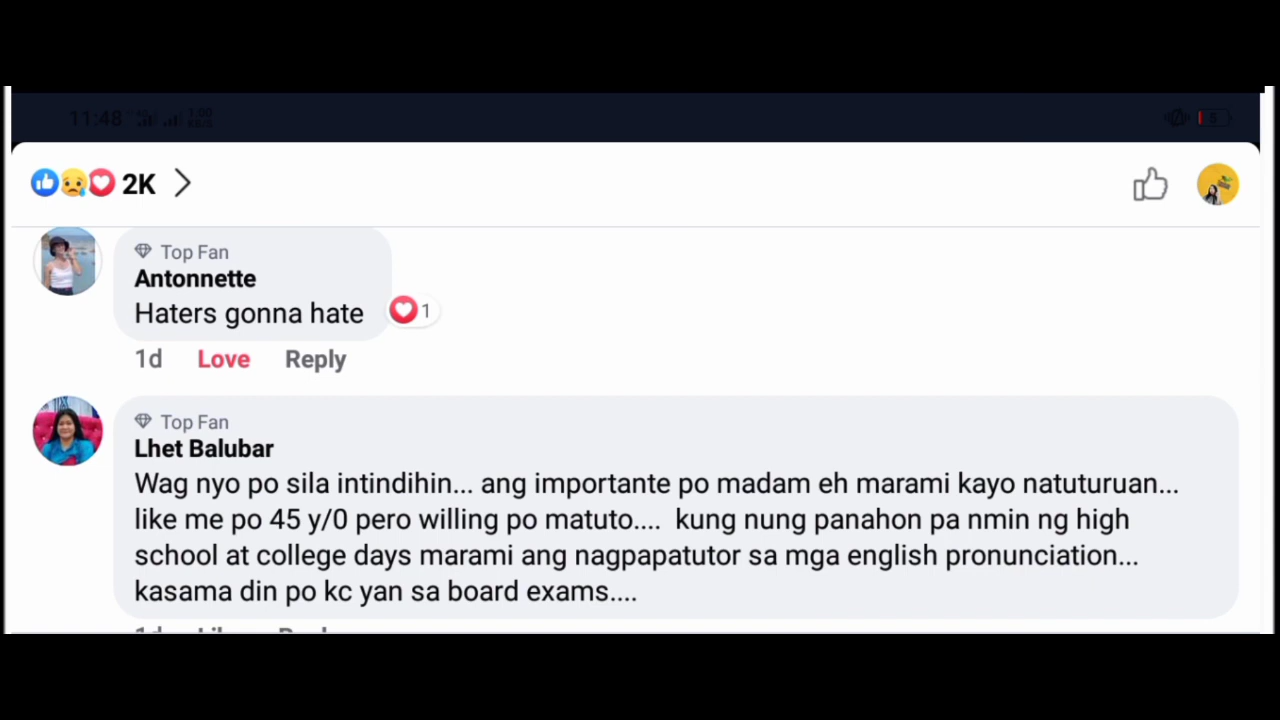 11:48
2K
Top Fan
Antonnette
Haters gonna hate
1
1d Love Reply
Top Fan
Lhet Balubar
Wag nyo po sila intindihin... ang importante po madam eh marami kayo natuturuan...
like me po 45 y/0 pero willing po matuto.... kung nung panahon pa nmin ng high
school at college days marami ang nagpapatutor sa mga english pronunciation...
kasama din po kc yan sa board exams....